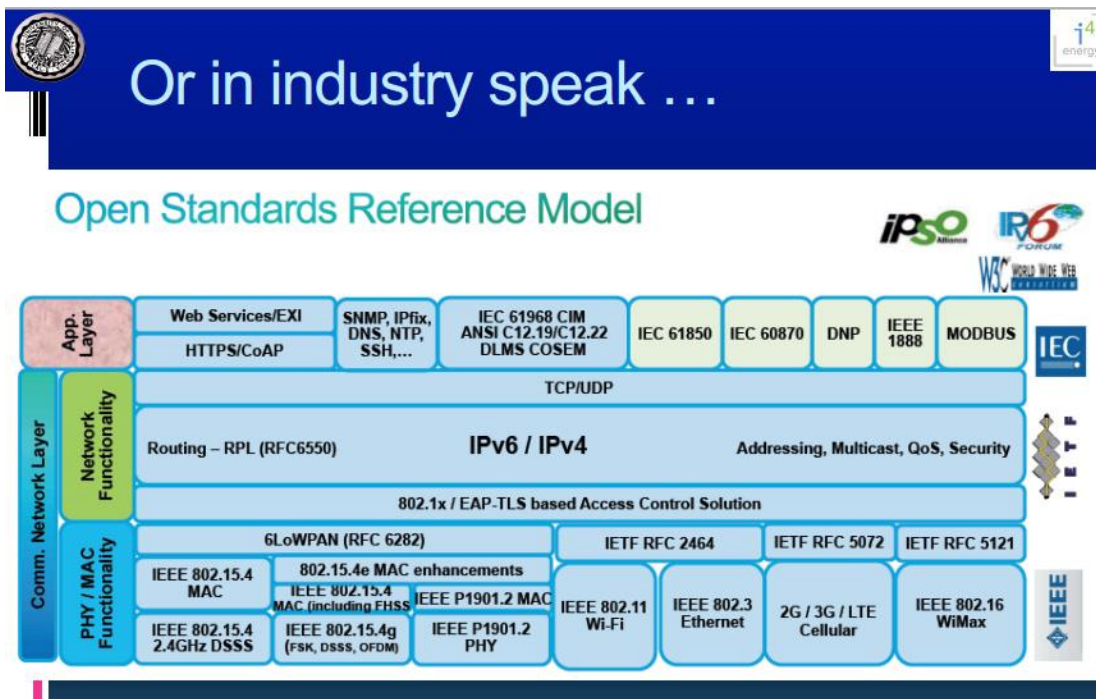 Or in industry speak …
i4
energy
Open Standards Reference Model
iPSO
Alliance
IPv6
FORUM
W3C WORLD WIDE WEB
consortium
App.
Layer
Web Services/EXI
HTTPS/CoAP
SNMP, IPfix,
DNS, NTP,
SSH,...
IEC 61968 CIM
ANSI C12.19/C12.22
DLMS COSEM
IEC 61850
IEC 60870
DNP
IEEE
1888
MODBUS
IEC
Comm. Network Layer
Network
Functionality
TCP/UDP
Routing – RPL (RFC6550)
IPv6 / IPv4
Addressing, Multicast, QoS, Security
802.1x / EAP-TLS based Access Control Solution
IETF
PHY / MAC
Functionality
6LoWPAN (RFC 6282)
IETF RFC 2464
IETF RFC 5072
IETF RFC 5121
IEEE 802.15.4
MAC
802.15.4e MAC enhancements
IEEE 802.15.4
MAC (including FHSS
IEEE P1901.2 MAC
IEEE 802.15.4
2.4GHz DSSS
IEEE 802.15.4g
(FSK, DSSS, OFDM)
IEEE P1901.2
PHY
IEEE 802.11
Wi-Fi
IEEE 802.3
Ethernet
2G / 3G / LTE
Cellular
IEEE 802.16
WiMax
IEEE